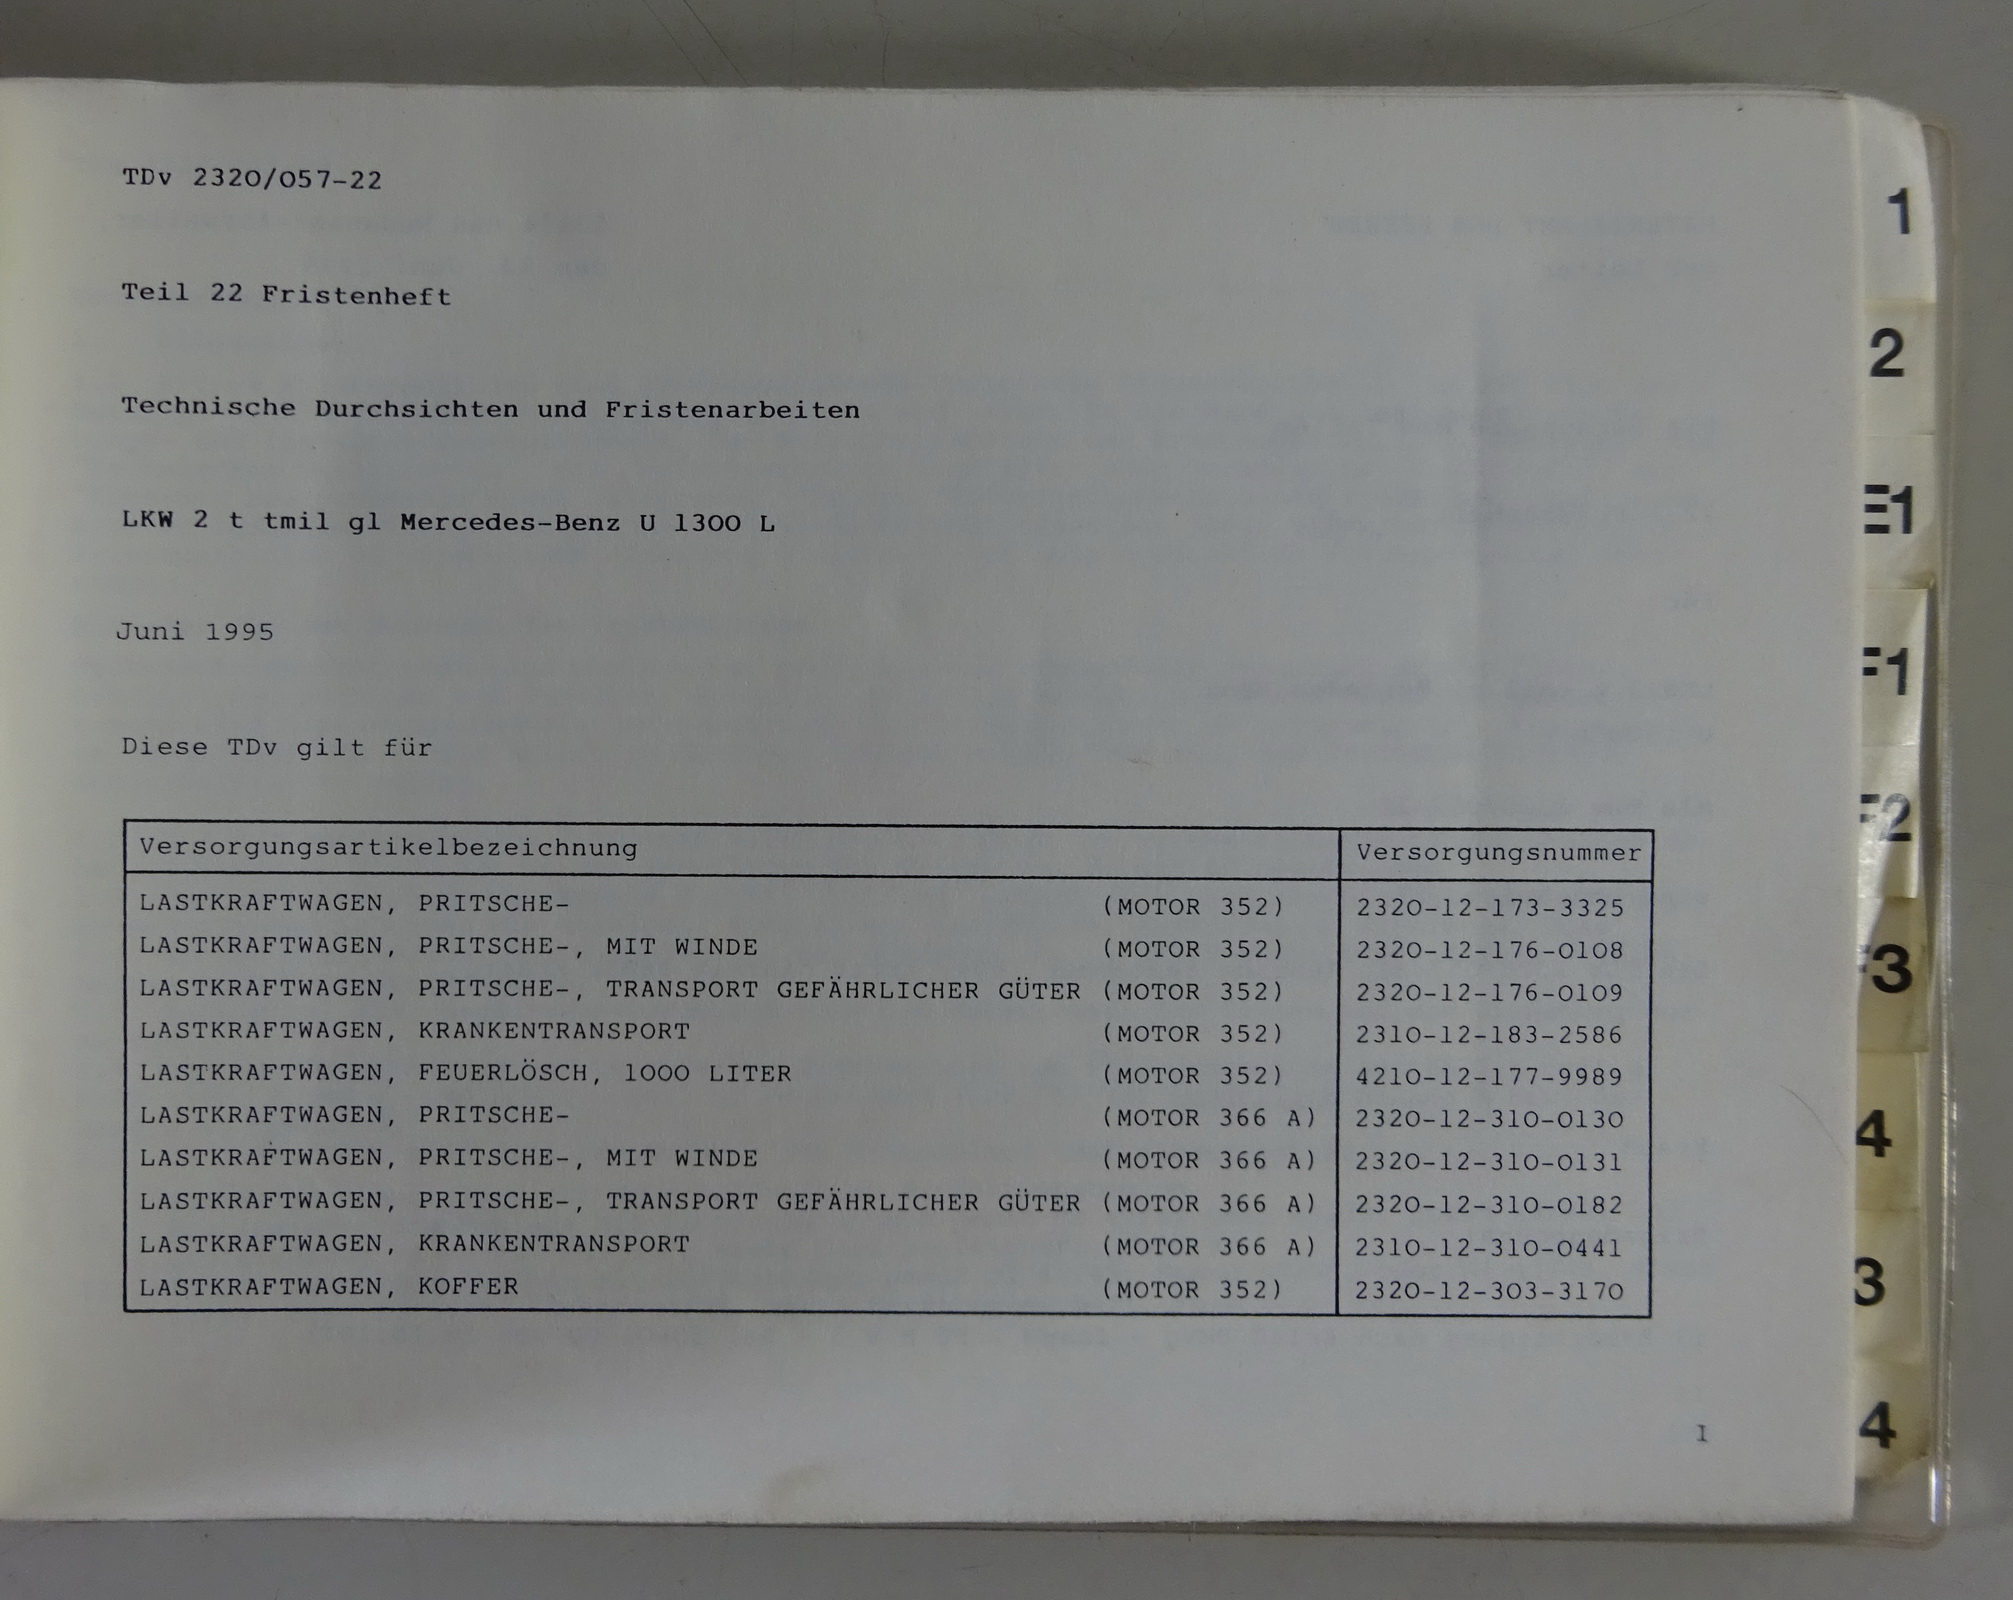 TDv 2320/057-22
Teil 22 Fristenheft
Technische Durchsichten und Fristenarbeiten
LKW 2 t tmil gl Mercedes-Benz U 1300 L
Juni 1995
Diese TDv gilt für
Versorgungsartikelbezeichnung Versorgungsnummer
LASTKRAFTWAGEN, PRITSCHE- (MOTOR 352) 2320-12-173-3325
LASTKRAFTWAGEN, PRITSCHE-, MIT WINDE (MOTOR 352) 2320-12-176-0108
LASTKRAFTWAGEN, PRITSCHE-, TRANSPORT GEFÄHRLICHER GÜTER (MOTOR 352) 2320-12-176-0109
LASTKRAFTWAGEN, KRANKENTRANSPORT (MOTOR 352) 2310-12-183-2586
LASTKRAFTWAGEN, FEUERLÖSCH, 1000 LITER (MOTOR 352) 4210-12-177-9989
LASTKRAFTWAGEN, PRITSCHE- (MOTOR 366 A) 2320-12-310-0130
LASTKRAFTWAGEN, PRITSCHE-, MIT WINDE (MOTOR 366 A) 2320-12-310-0131
LASTKRAFTWAGEN, PRITSCHE-, TRANSPORT GEFÄHRLICHER GÜTER (MOTOR 366 A) 2320-12-310-0182
LASTKRAFTWAGEN, KRANKENTRANSPORT (MOTOR 366 A) 2310-12-310-0441
LASTKRAFTWAGEN, KOFFER (MOTOR 352) 2320-12-303-3170
I
1
2
E1
F1
F2
F3
4
3
4